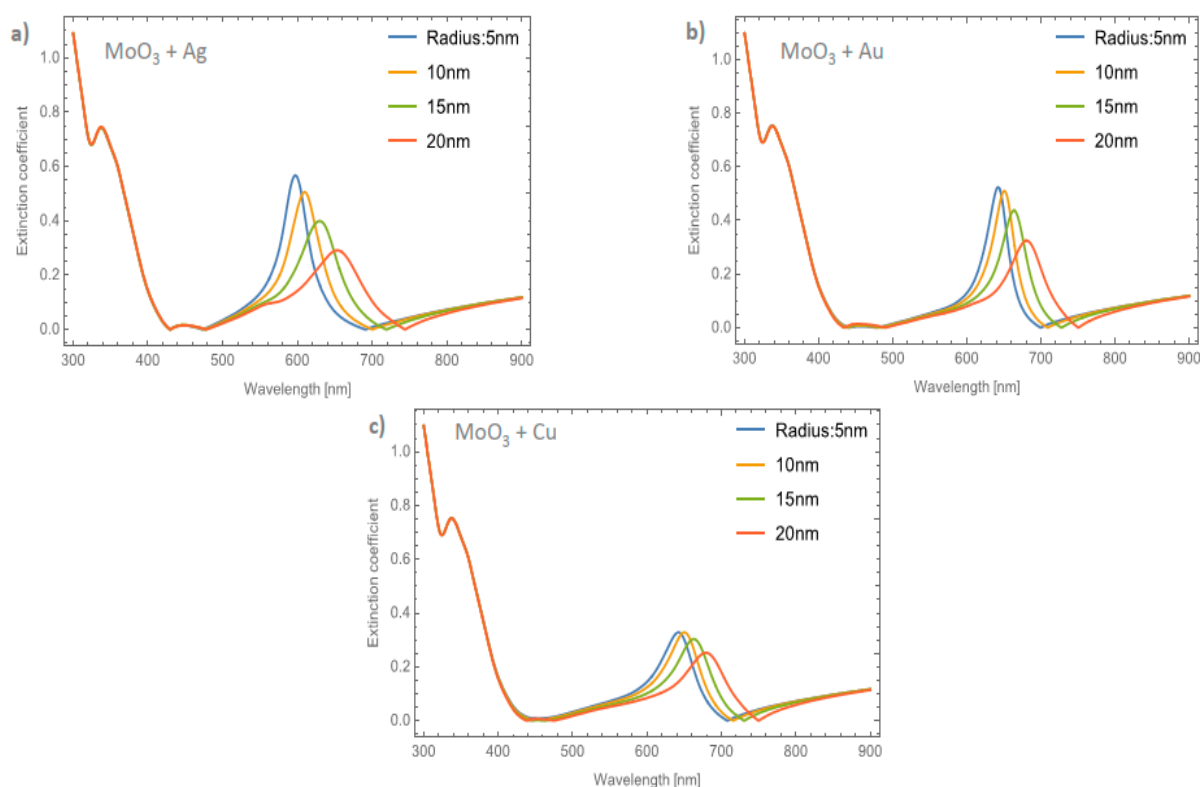 a)
MoO₃ + Ag
Radius:5nm
10nm
15nm
20nm
Extinction coefficient
1.0
0.8
0.6
0.4
0.2
0.0
300 400 500 600 700 800 900
Wavelength [nm]
b)
MoO₃ + Au
Radius:5nm
10nm
15nm
20nm
Extinction coefficient
1.0
0.8
0.6
0.4
0.2
0.0
300 400 500 600 700 800 900
Wavelength [nm]
c)
MoO₃ + Cu
Radius:5nm
10nm
15nm
20nm
Extinction coefficient
1.0
0.8
0.6
0.4
0.2
0.0
300 400 500 600 700 800 900
Wavelength [nm]